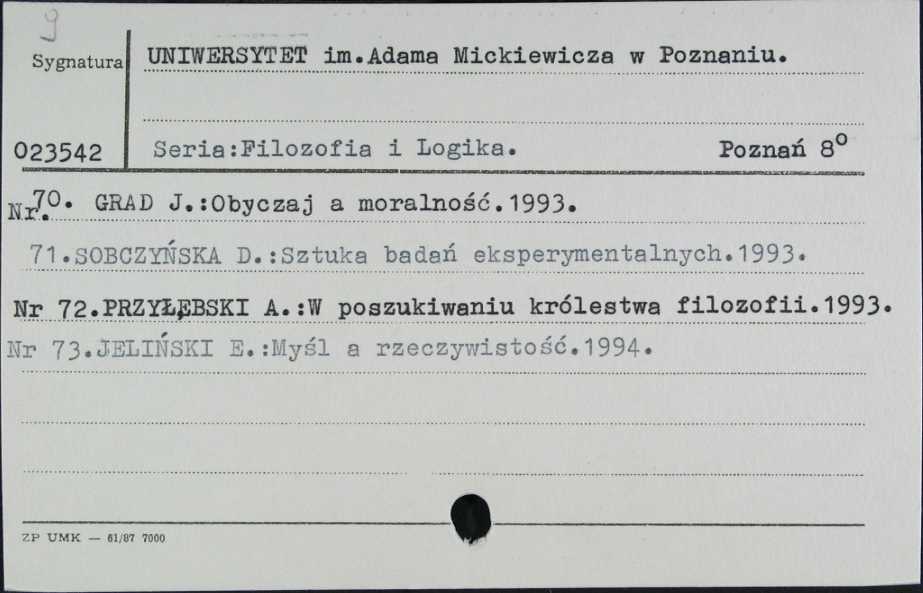 9
Sygnatura
UNIWERSYTET im.Adama Mickiewicza w Poznaniu.
023542
Seria:Filozofia i Logika.
Poznań 8o
Nr.70. GRAD J.:Obyczaj a moralność.1993.
71.SOBCZYŃSKA D.:Sztuka badań eksperymentalnych.1993.
Nr 72.PRZYŁĘBSKI A.:W poszukiwaniu królestwa filozofii.1993.
Nr 73.JELIŃSKI E.:Myśl a rzeczywistość.1994.
ZP UMK — 61/87 7000